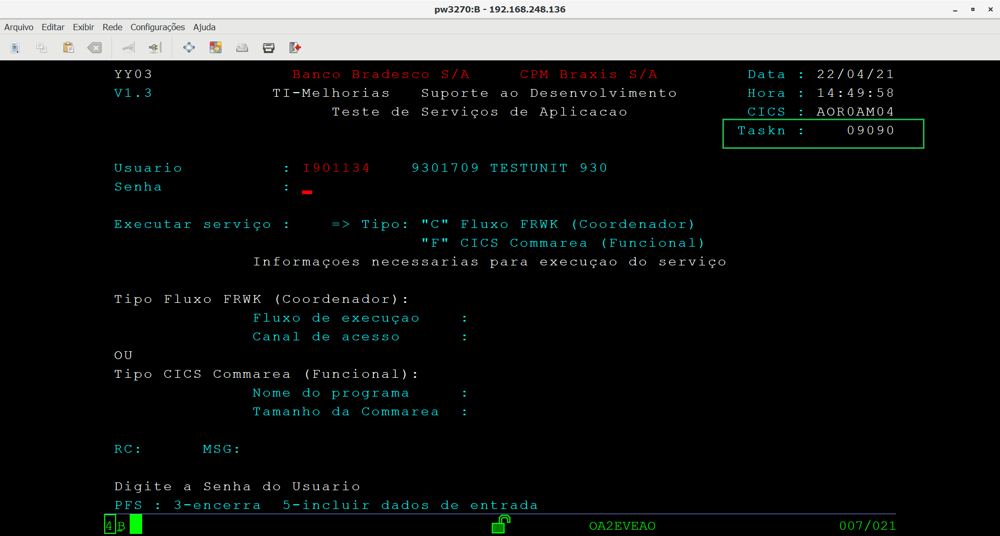 pw3270:B - 192.168.248.136
Arquivo Editar Exibir Rede Configurações Ajuda
YY03 Banco Bradesco S/A CPM Braxis S/A Data : 22/04/21
V1.3 TI-Melhorias Suporte ao Desenvolvimento Hora : 14:49:58
Teste de Serviços de Aplicacao CICS : AOR0AM04
Taskn : 09090
Usuario : I901134 9301709 TESTUNIT 930
Senha :
Executar serviço : => Tipo: "C" Fluxo FRWK (Coordenador)
"F" CICS Commarea (Funcional)
Informaçoes necessarias para execuçao do serviço
Tipo Fluxo FRWK (Coordenador):
Fluxo de execuçao :
Canal de acesso :
OU
Tipo CICS Commarea (Funcional):
Nome do programa :
Tamanho da Commarea :
RC: MSG:
Digite a Senha do Usuario
PFS : 3-encerra 5-incluir dados de entrada
4 B OA2EVEAO 007/021